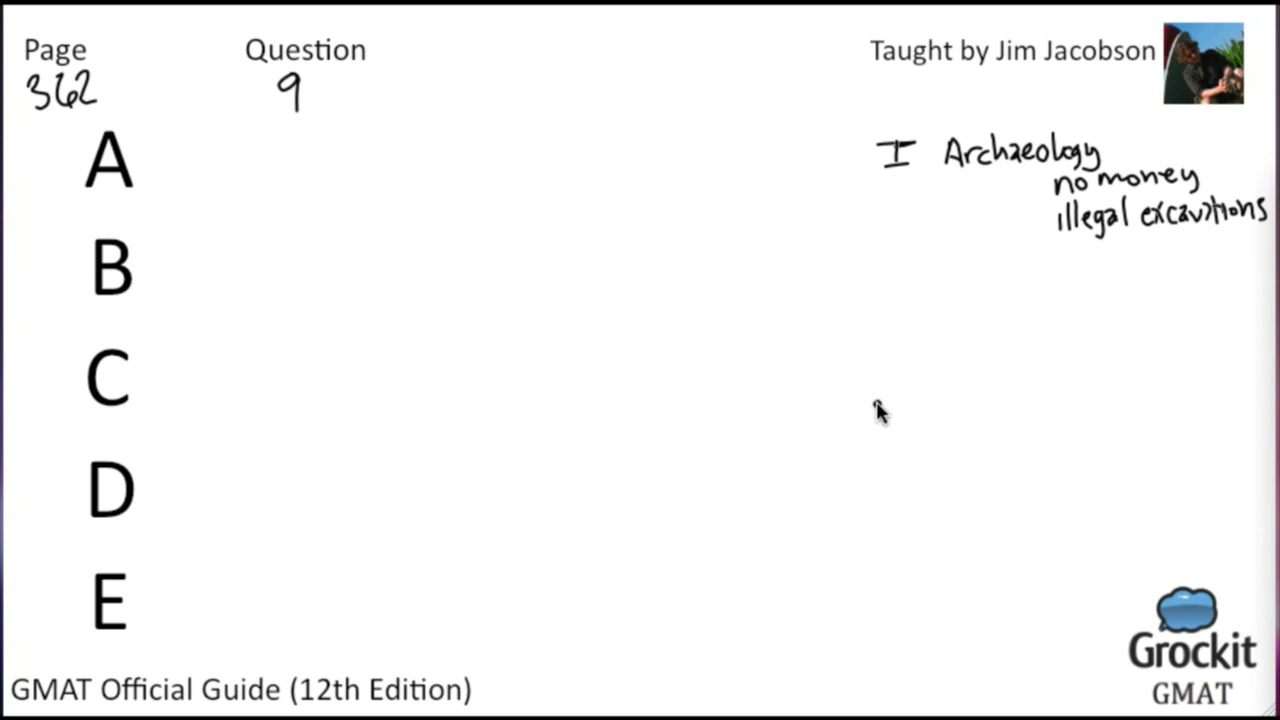 Page Question Taught by Jim Jacobson
362 9
A
I Archaeology
no money
illegal excavations
B
C
D
E
Grockit
GMAT
GMAT Official Guide (12th Edition)